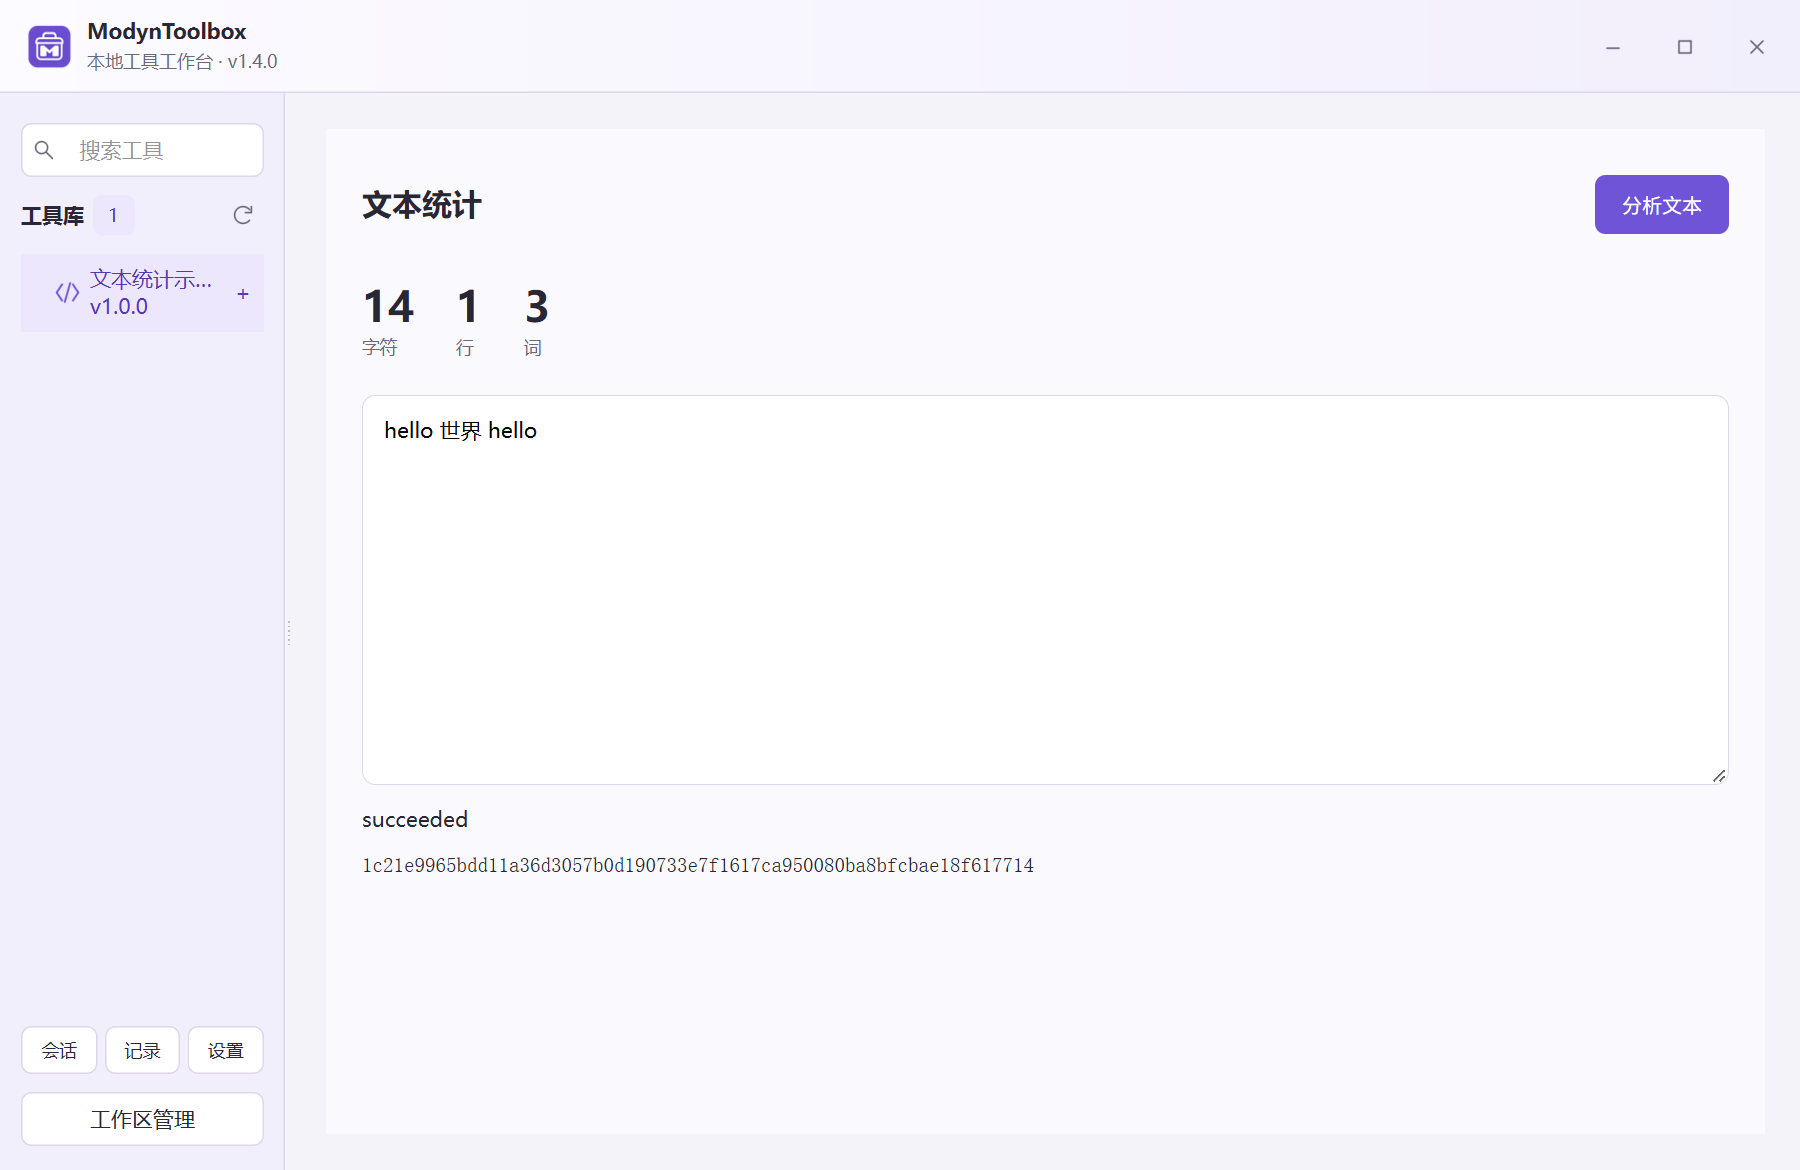 ModynToolbox
本地工具工作台 · v1.4.0
搜索工具
工具库 1
文本统计示...
v1.0.0
+
会话 记录 设置
工作区管理
文本统计
分析文本
14 1 3
字符 行 词
hello 世界 hello
succeeded
1c21e9965bdd11a36d3057b0d190733e7f1617ca950080ba8bfcbae18f617714